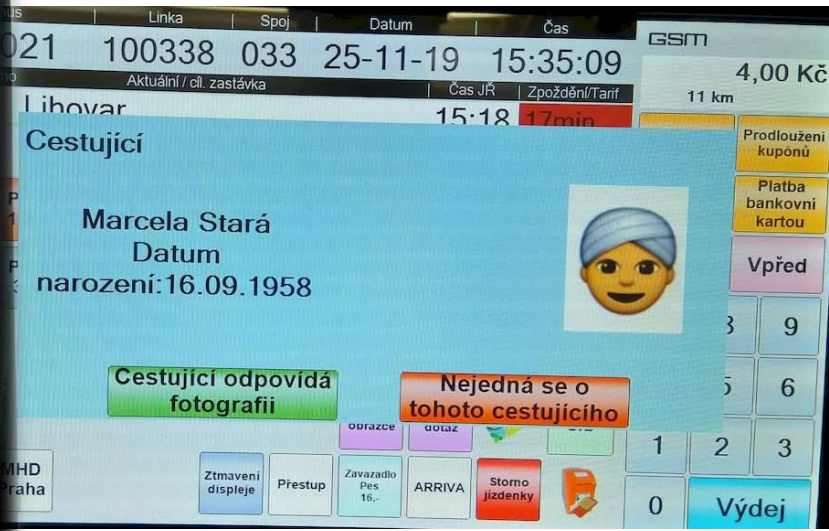 Linka Spoj Datum Čas
021 100338 033 25-11-19 15:35:09
GSM
4,00 Kč
11 km
Aktuální / cíl. zastávka Čas JŘ Zpoždění/Tarif
Lihovar 15:18 17min
Cestující
Marcela Stará
Datum
narození:16.09.1958
Cestující odpovídá
fotografii
Nejedná se o
tohoto cestujícího
Prodloužení
kupónů
Platba
bankovní
kartou
Vpřed
9
6
1 2 3
0 Výdej
obrázce dotaz
MHD
Praha
Ztmavení
displeje
Přestup
Zavazadlo
Pes
16,-
ARRIVA
Storno
jízdenky